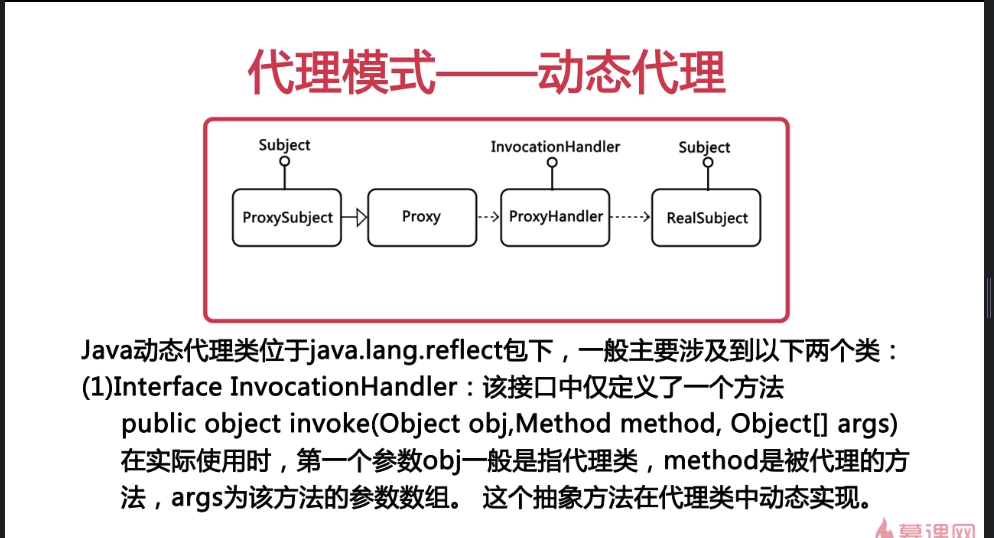 代理模式——动态代理
Subject
InvocationHandler
Subject
ProxySubject
Proxy
ProxyHandler
RealSubject
Java动态代理类位于java.lang.reflect包下，一般主要涉及到以下两个类：
(1)Interface InvocationHandler：该接口中仅定义了一个方法
public object invoke(Object obj,Method method, Object[] args)
在实际使用时，第一个参数obj一般是指代理类，method是被代理的方
法，args为该方法的参数数组。 这个抽象方法在代理类中动态实现。
慕课网